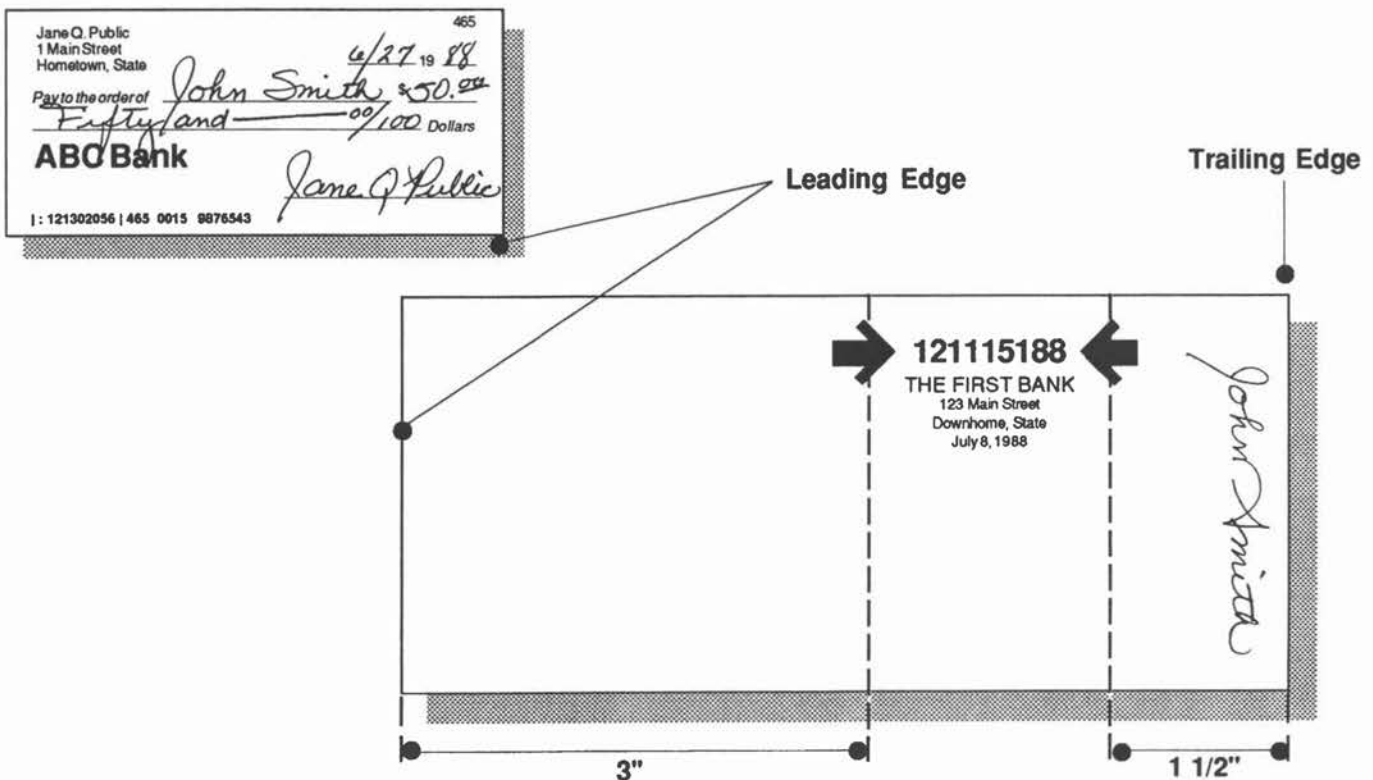 465
Jane Q. Public
1 Main Street
Hometown, State
6/27 19 88
Pay to the order of John Smith $50.00
Fifty and 00/100 Dollars
ABC Bank
Jane Q Public
|: 121302056 | 465 0015 9876543
Leading Edge
Trailing Edge
121115188
THE FIRST BANK
123 Main Street
Downhome, State
July 8, 1988
John Smith
3"
1 1/2"